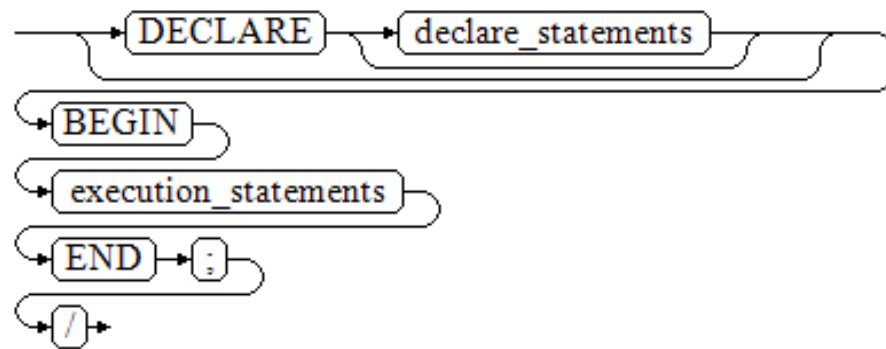 DECLARE declare_statements
BEGIN
execution_statements
END ;
/